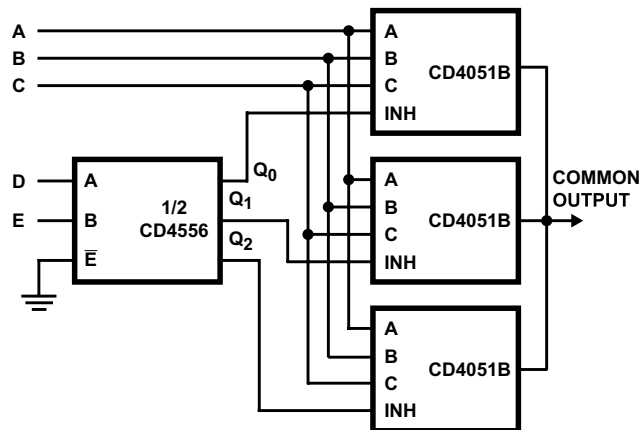 A
B
C
A
B
C
INH
CD4051B
D
E
A
B
E̅
1/2
CD4556
Q0
Q1
Q2
A
B
C
INH
CD4051B
COMMON
OUTPUT
A
B
C
INH
CD4051B